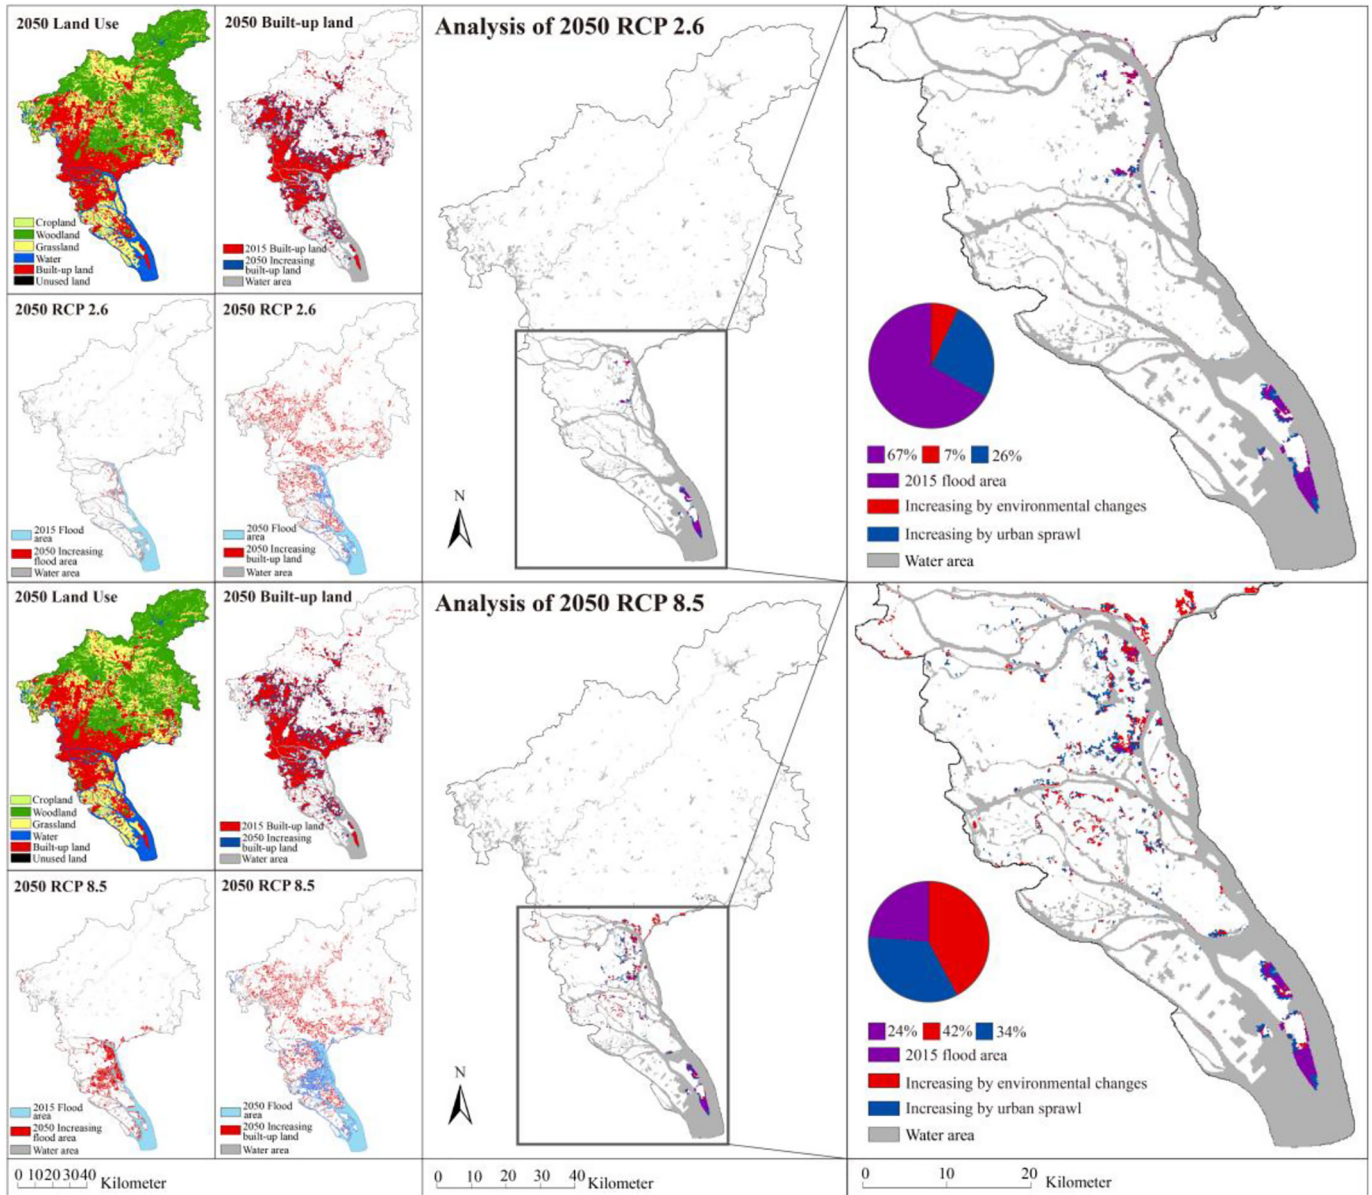 2050 Land Use
Cropland
Woodland
Grassland
Water
Built-up land
Unused land
2050 Built-up land
2015 Built-up land
2050 Increasing
built-up land
Water area
2050 RCP 2.6
2015 Flood
area
2050 Increasing
flood area
Water area
2050 RCP 2.6
2050 Flood
area
2050 Increasing
built-up land
Water area
Analysis of 2050 RCP 2.6
N
67% 7% 26%
2015 flood area
Increasing by environmental changes
Increasing by urban sprawl
Water area
2050 Land Use
Cropland
Woodland
Grassland
Water
Built-up land
Unused land
2050 Built-up land
2015 Built-up land
2050 Increasing
built-up land
Water area
2050 RCP 8.5
2015 Flood
area
2050 Increasing
flood area
Water area
2050 RCP 8.5
2050 Flood
area
2050 Increasing
built-up land
Water area
Analysis of 2050 RCP 8.5
N
24% 42% 34%
2015 flood area
Increasing by environmental changes
Increasing by urban sprawl
Water area
0 10 20 30 40 Kilometer
0 10 20 30 40 Kilometer
0 10 20 Kilometer